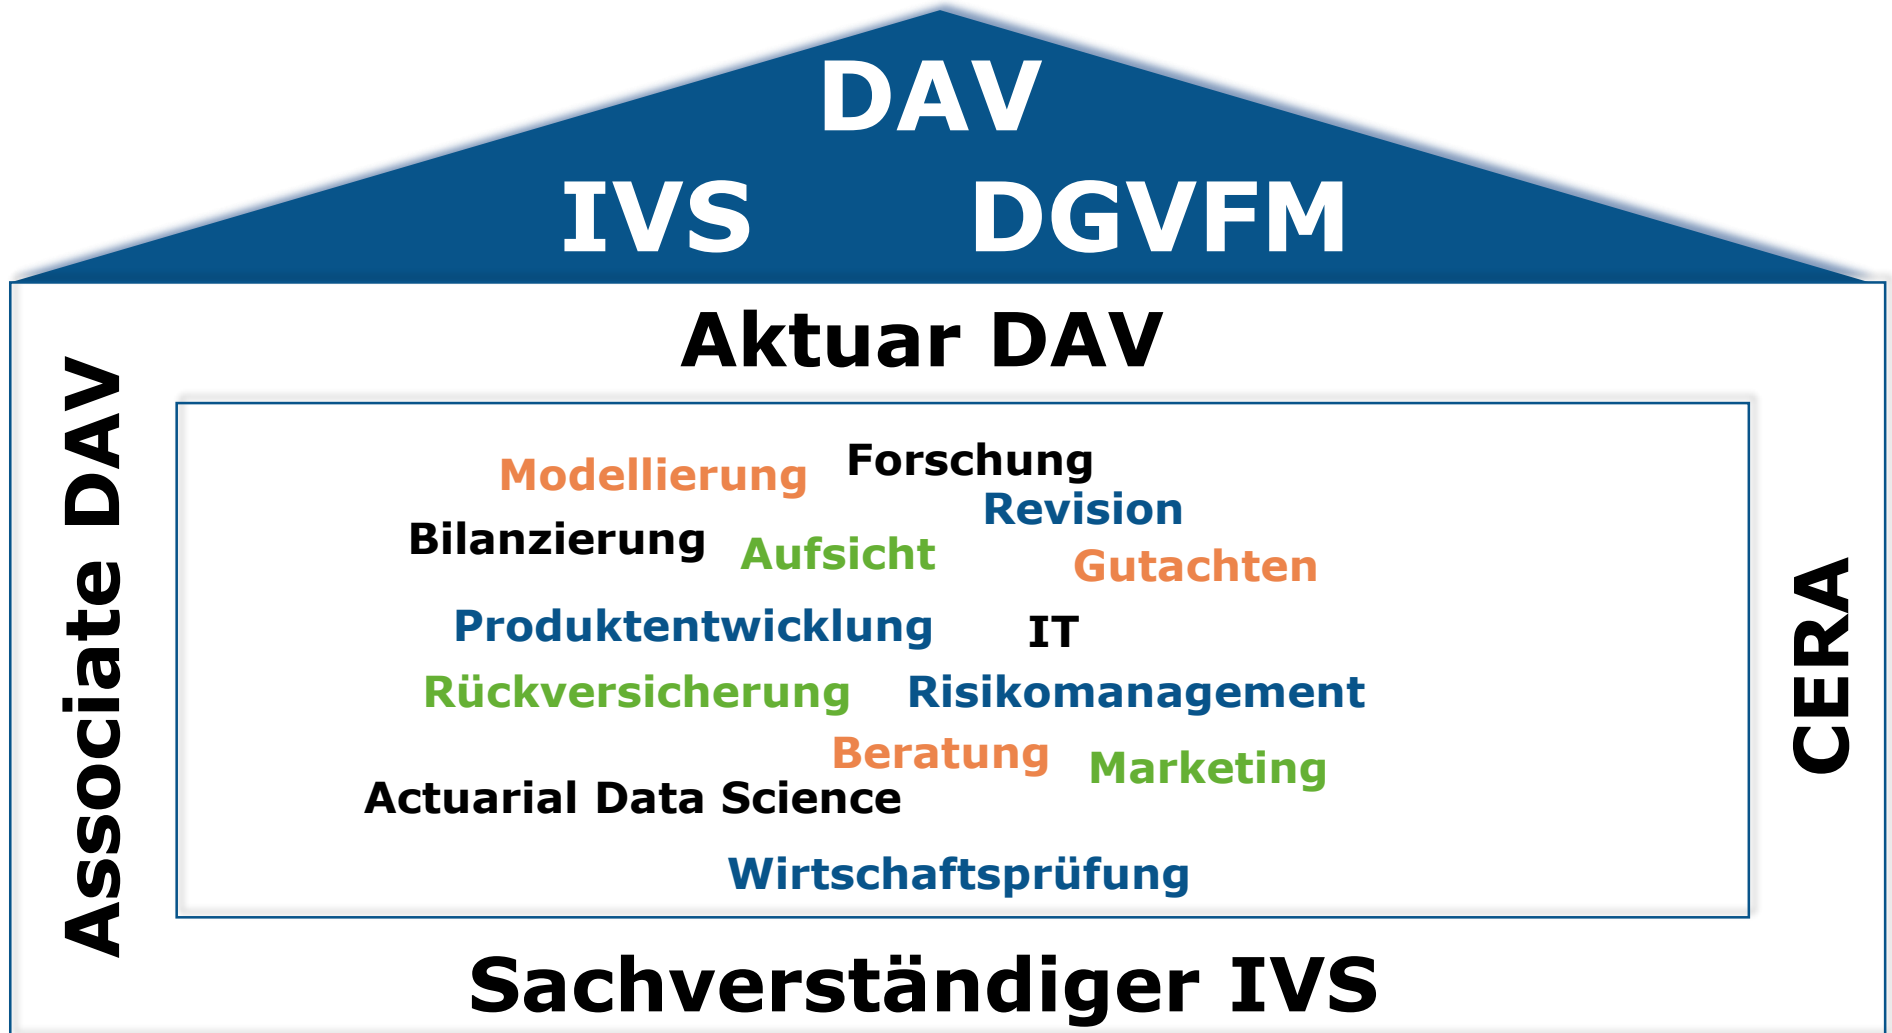 DAV
IVS DGVFM
Aktuar DAV
Associate DAV
Modellierung
Forschung
Revision
Bilanzierung
Aufsicht
Gutachten
Produktentwicklung
IT
Rückversicherung
Risikomanagement
Beratung
Marketing
Actuarial Data Science
Wirtschaftsprüfung
CERA
Sachverständiger IVS